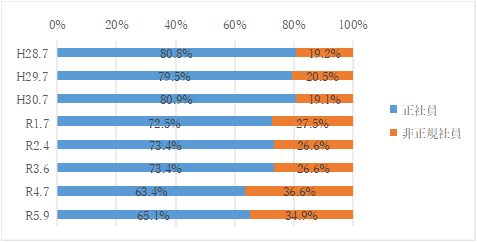 0% 20% 40% 60% 80% 100%
H28.7 80.8% 19.2%
H29.7 79.5% 20.5%
H30.7 80.9% 19.1%
R1.7 72.5% 27.5%
R2.4 73.4% 26.6%
R3.6 73.4% 26.6%
R4.7 63.4% 36.6%
R5.9 65.1% 34.9%
正社員
非正規社員